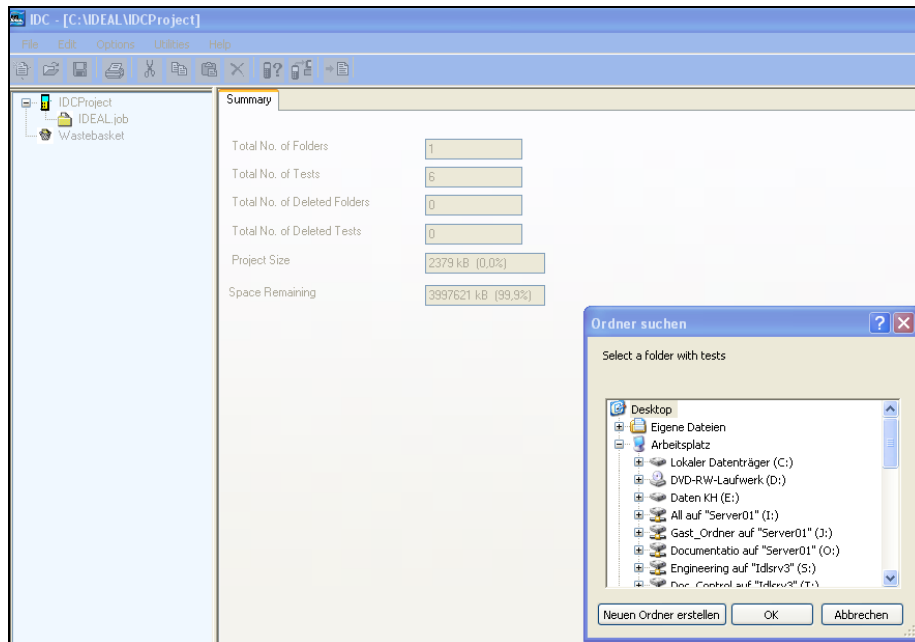 IDC - [C:\IDEAL\IDCProject]
File Edit Options Utilities Help
IDCProject
IDEAL.job
Wastebasket
Summary
Total No. of Folders 1
Total No. of Tests 6
Total No. of Deleted Folders 0
Total No. of Deleted Tests 0
Project Size 2379 kB (0,0%)
Space Remaining 3997621 kB (99,9%)
Ordner suchen
Select a folder with tests
Desktop
Eigene Dateien
Arbeitsplatz
Lokaler Datenträger (C:)
DVD-RW-Laufwerk (D:)
Daten KH (E:)
All auf "Server01" (I:)
Gast_Ordner auf "Server01" (J:)
Documentatio auf "Server01" (O:)
Engineering auf "Idlsrv3" (S:)
Doc_Control auf "Idlsrv3" (T:)
Neuen Ordner erstellen OK Abbrechen